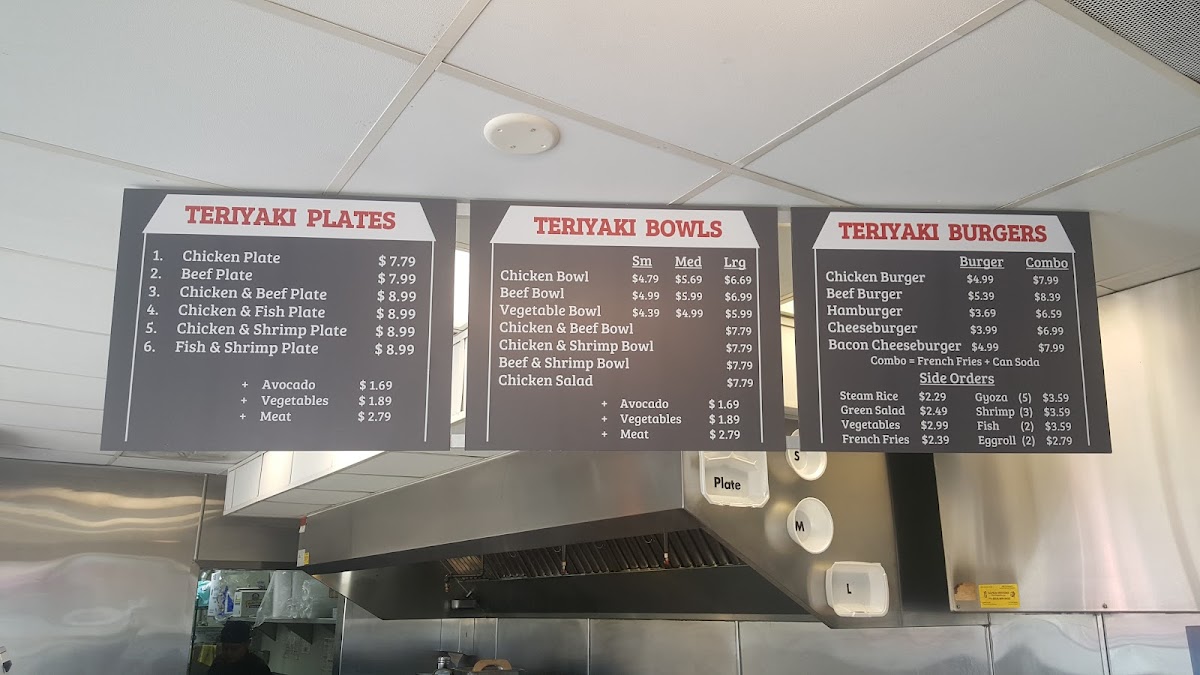 TERIYAKI PLATES
1. Chicken Plate $7.79
2. Beef Plate $7.99
3. Chicken & Beef Plate $8.99
4. Chicken & Fish Plate $8.99
5. Chicken & Shrimp Plate $8.99
6. Fish & Shrimp Plate $8.99
+ Avocado $1.69
+ Vegetables $1.89
+ Meat $2.79
TERIYAKI BOWLS
Sm Med Lrg
Chicken Bowl $4.79 $5.69 $6.69
Beef Bowl $4.99 $5.99 $6.99
Vegetable Bowl $4.39 $4.99 $5.99
Chicken & Beef Bowl $7.79
Chicken & Shrimp Bowl $7.79
Beef & Shrimp Bowl $7.79
Chicken Salad $7.79
+ Avocado $1.69
+ Vegetables $1.89
+ Meat $2.79
TERIYAKI BURGERS
Burger Combo
Chicken Burger $4.99 $7.99
Beef Burger $5.39 $8.39
Hamburger $3.69 $6.59
Cheeseburger $3.99 $6.99
Bacon Cheeseburger $4.99 $7.99
Combo = French Fries + Can Soda
Side Orders
Steam Rice $2.29 Gyoza (5) $3.59
Green Salad $2.49 Shrimp (3) $3.59
Vegetables $2.99 Fish (2) $3.59
French Fries $2.39 Eggroll (2) $2.79
Plate
S
M
L